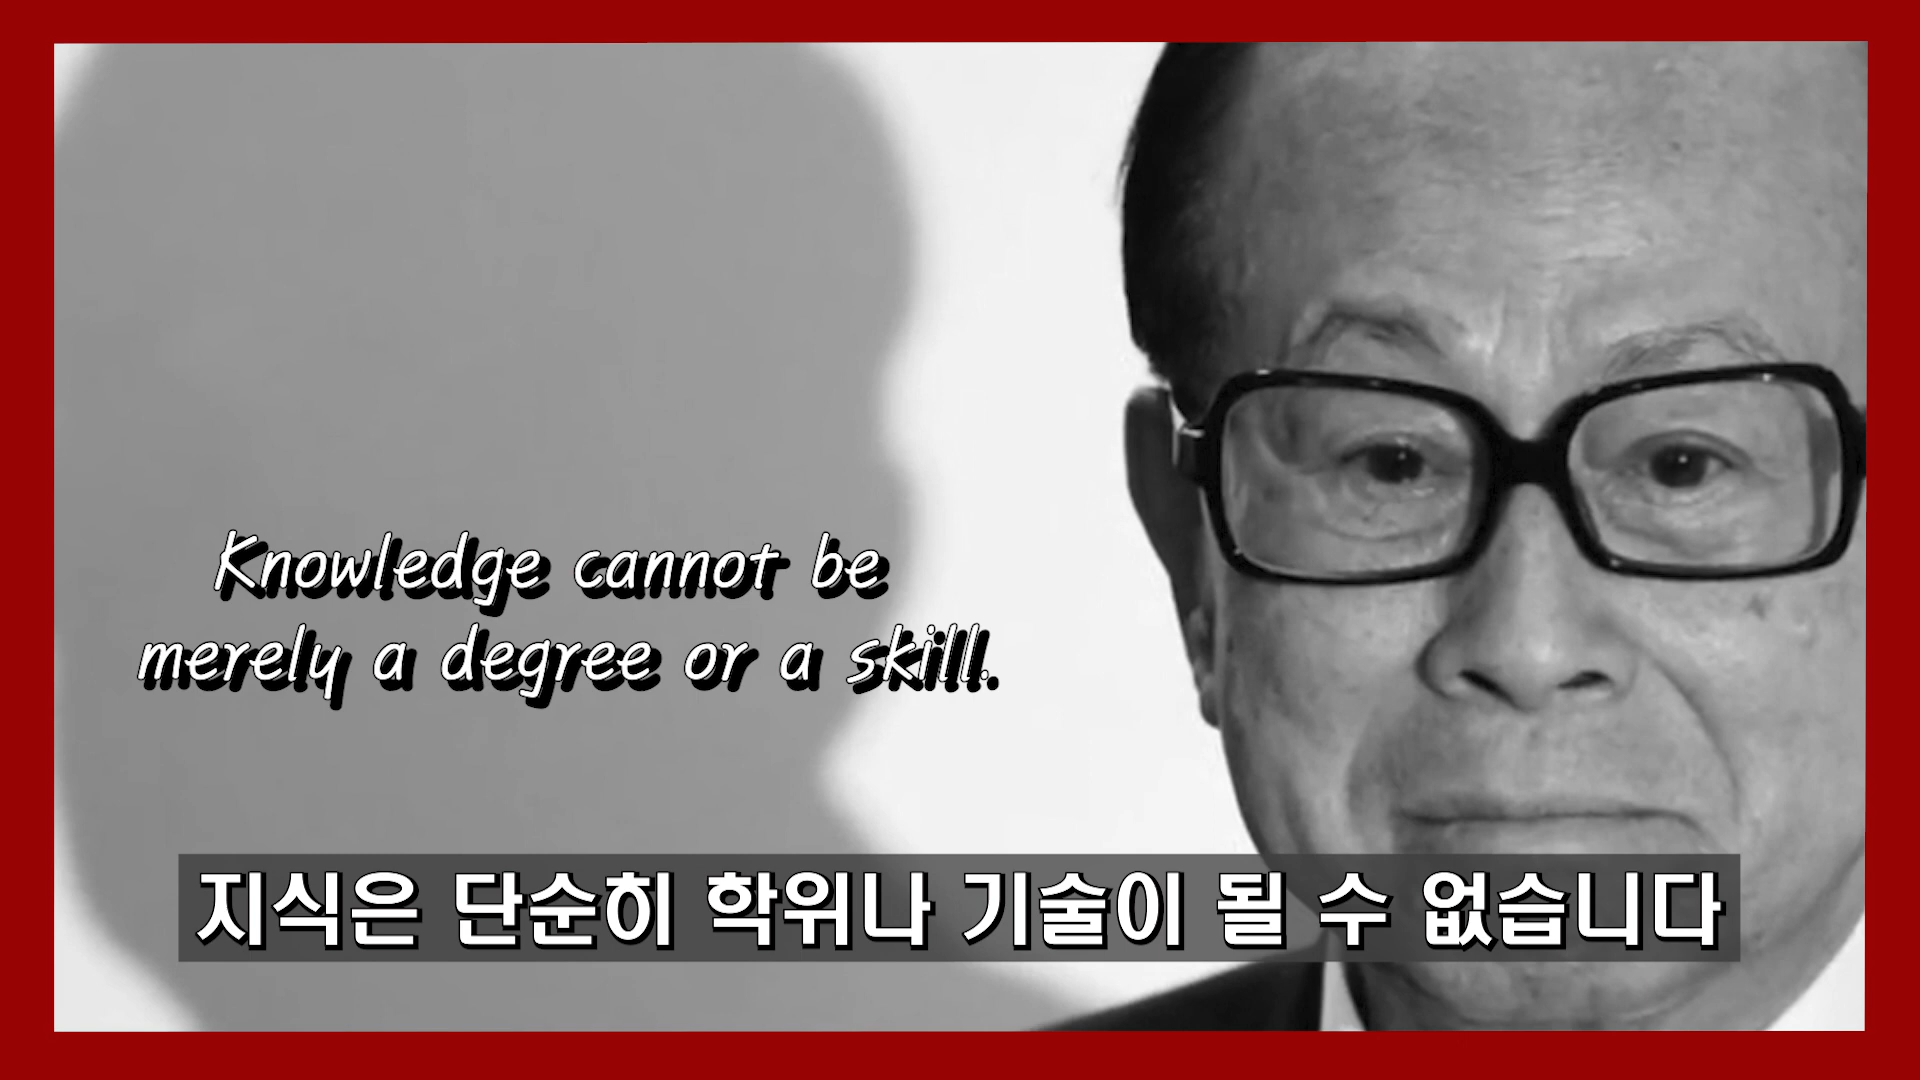 Knowledge cannot be
merely a degree or a skill.
지식은 단순히 학위나 기술이 될 수 없습니다